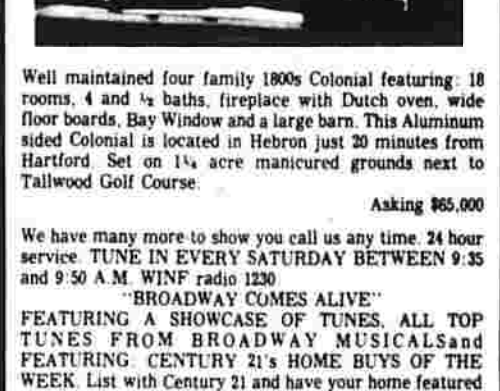 Well maintained four family 1800s Colonial featuring: 18
rooms, 4 and ½ baths, fireplace with Dutch oven, wide
floor boards, Bay Window and a large barn. This Aluminum
sided Colonial is located in Hebron just 20 minutes from
Hartford. Set on 1¼ acre manicured grounds next to
Tallwood Golf Course.
Asking $65,000
We have many more to show you call us any time. 24 hour
service. TUNE IN EVERY SATURDAY BETWEEN 9:35
and 9:50 A.M. WINF radio 1230
"BROADWAY COMES ALIVE"
FEATURING A SHOWCASE OF TUNES, ALL TOP
TUNES FROM BROADWAY MUSICALSand
FEATURING CENTURY 21's HOME BUYS OF THE
WEEK. List with Century 21 and have your home featured